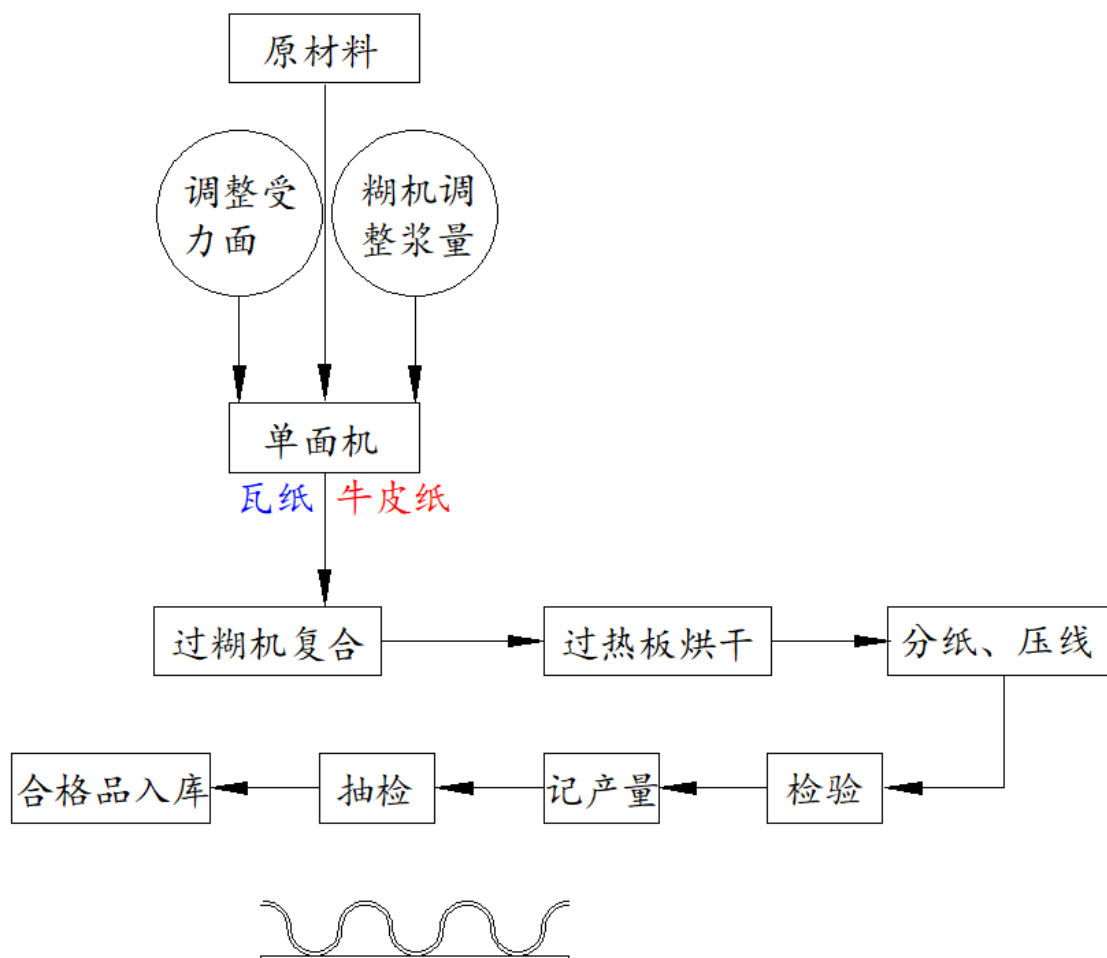 原材料
调整受
力面
糊机调
整浆量
单面机
瓦纸
牛皮纸
过糊机复合
过热板烘干
分纸、压线
合格品入库
抽检
记产量
检验